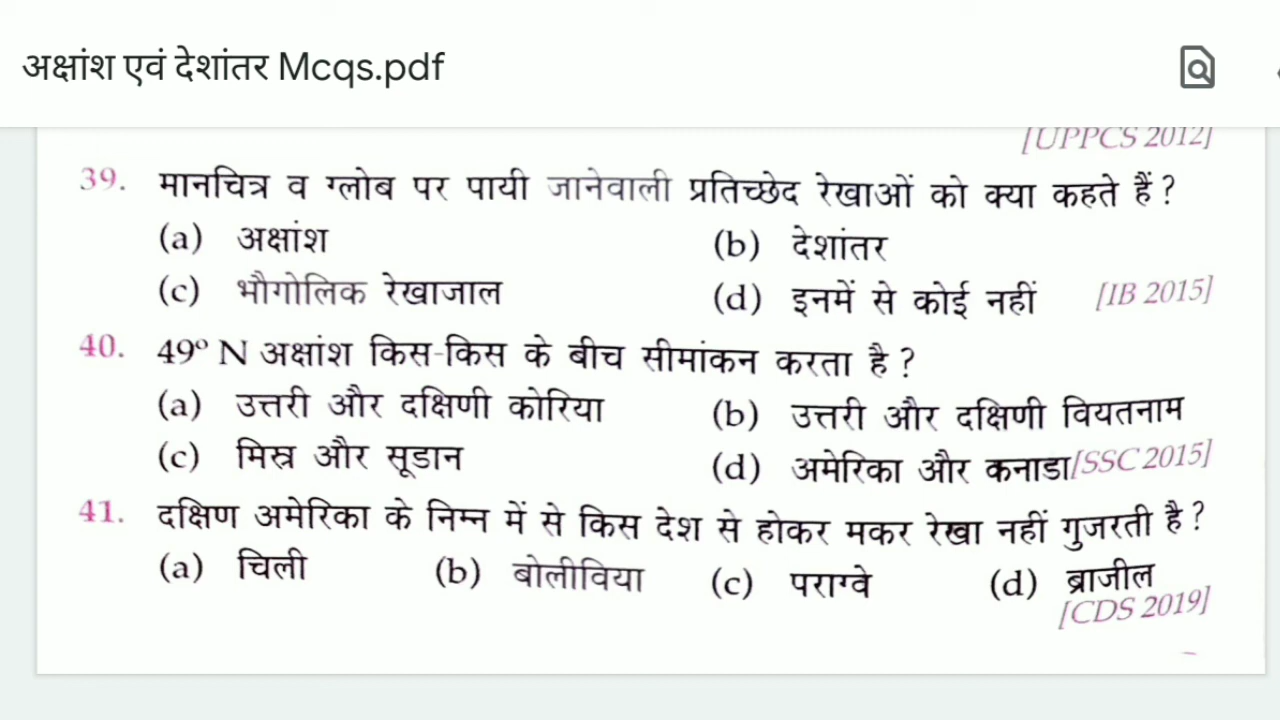 अक्षांश एवं देशांतर Mcqs.pdf
[UPPCS 2012]
39. मानचित्र व ग्लोब पर पायी जानेवाली प्रतिच्छेद रेखाओं को क्या कहते हैं?
(a) अक्षांश (b) देशांतर
(c) भौगोलिक रेखाजाल (d) इनमें से कोई नहीं [IB 2015]
40. 49° N अक्षांश किस-किस के बीच सीमांकन करता है?
(a) उत्तरी और दक्षिणी कोरिया (b) उत्तरी और दक्षिणी वियतनाम
(c) मिस्र और सूडान (d) अमेरिका और कनाडा [SSC 2015]
41. दक्षिण अमेरिका के निम्न में से किस देश से होकर मकर रेखा नहीं गुजरती है?
(a) चिली (b) बोलीविया (c) पराग्वे (d) ब्राजील
[CDS 2019]